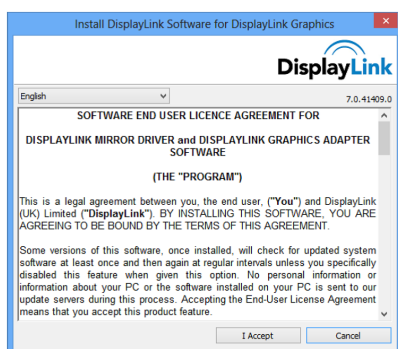 Install DisplayLink Software for DisplayLink Graphics
DisplayLink
English
7.0.41409.0
SOFTWARE END USER LICENCE AGREEMENT FOR
DISPLAYLINK MIRROR DRIVER and DISPLAYLINK GRAPHICS ADAPTER
SOFTWARE
(THE "PROGRAM")
This is a legal agreement between you, the end user, ("You") and DisplayLink
(UK) Limited ("DisplayLink"). BY INSTALLING THIS SOFTWARE, YOU ARE
AGREEING TO BE BOUND BY THE TERMS OF THIS AGREEMENT.
Some versions of this software, once installed, will check for updated system
software at least once and then again at regular intervals unless you specifically
disabled this feature when given this option. No personal information or
information about your PC or the software installed on your PC is sent to our
update servers during this process. Accepting the End-User License Agreement
means that you accept this product feature.
I Accept
Cancel